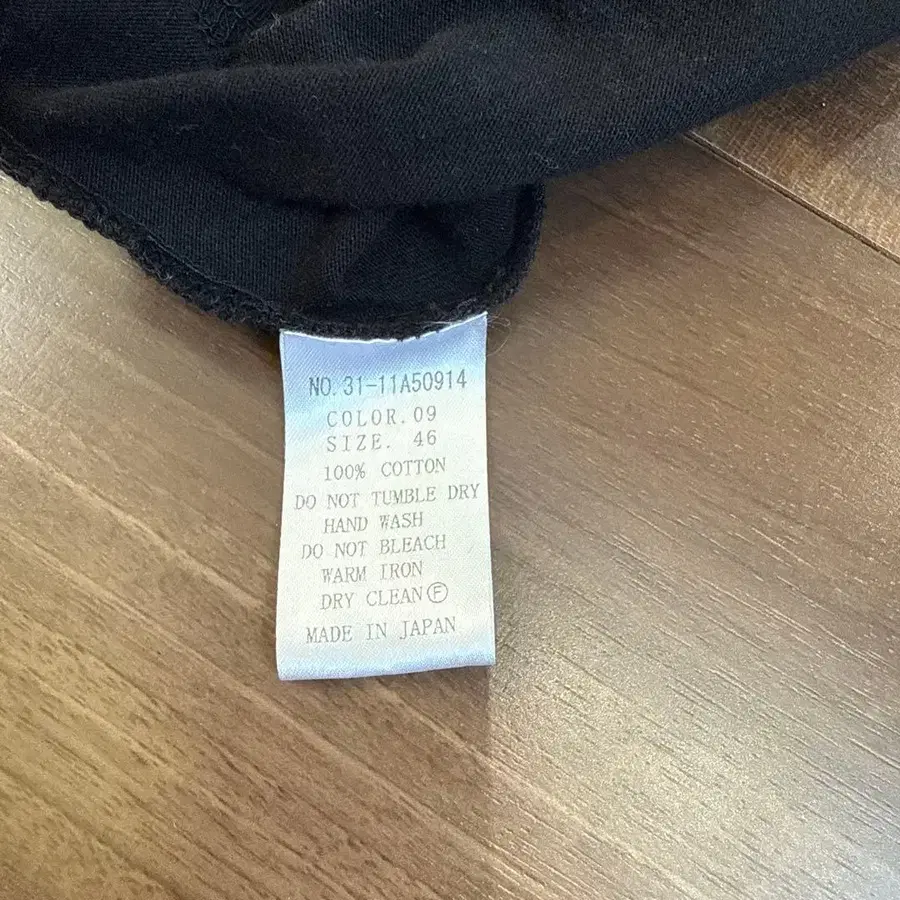 NO. 31-11A50914
COLOR. 09
SIZE. 46
100% COTTON
DO NOT TUMBLE DRY
HAND WASH
DO NOT BLEACH
WARM IRON
DRY CLEAN Ⓕ
MADE IN JAPAN